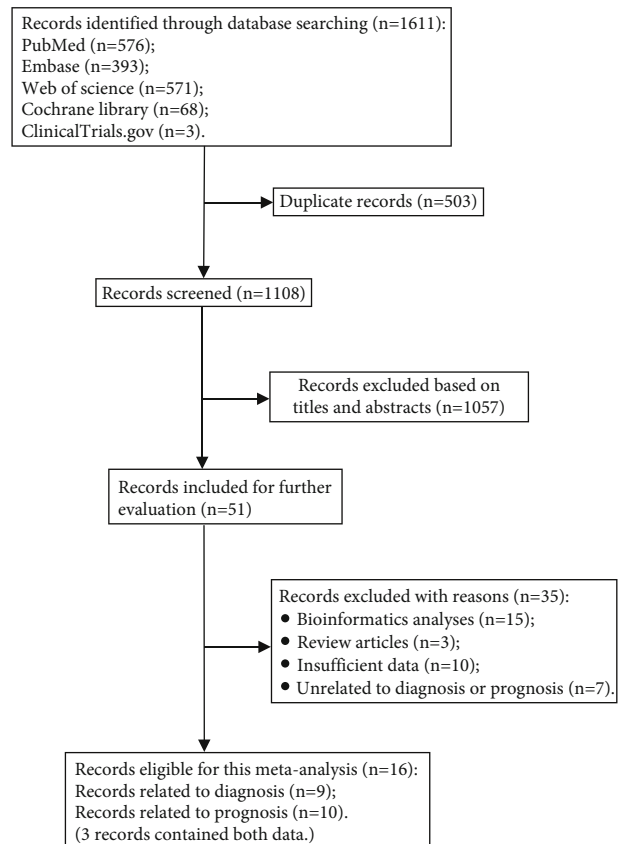 Records identified through database searching (n=1611):
PubMed (n=576);
Embase (n=393);
Web of science (n=571);
Cochrane library (n=68);
ClinicalTrials.gov (n=3).
Duplicate records (n=503)
Records screened (n=1108)
Records excluded based on
titles and abstracts (n=1057)
Records included for further
evaluation (n=51)
Records excluded with reasons (n=35):
● Bioinformatics analyses (n=15);
● Review articles (n=3);
● Insufficient data (n=10);
● Unrelated to diagnosis or prognosis (n=7).
Records eligible for this meta-analysis (n=16):
Records related to diagnosis (n=9);
Records related to prognosis (n=10).
(3 records contained both data.)